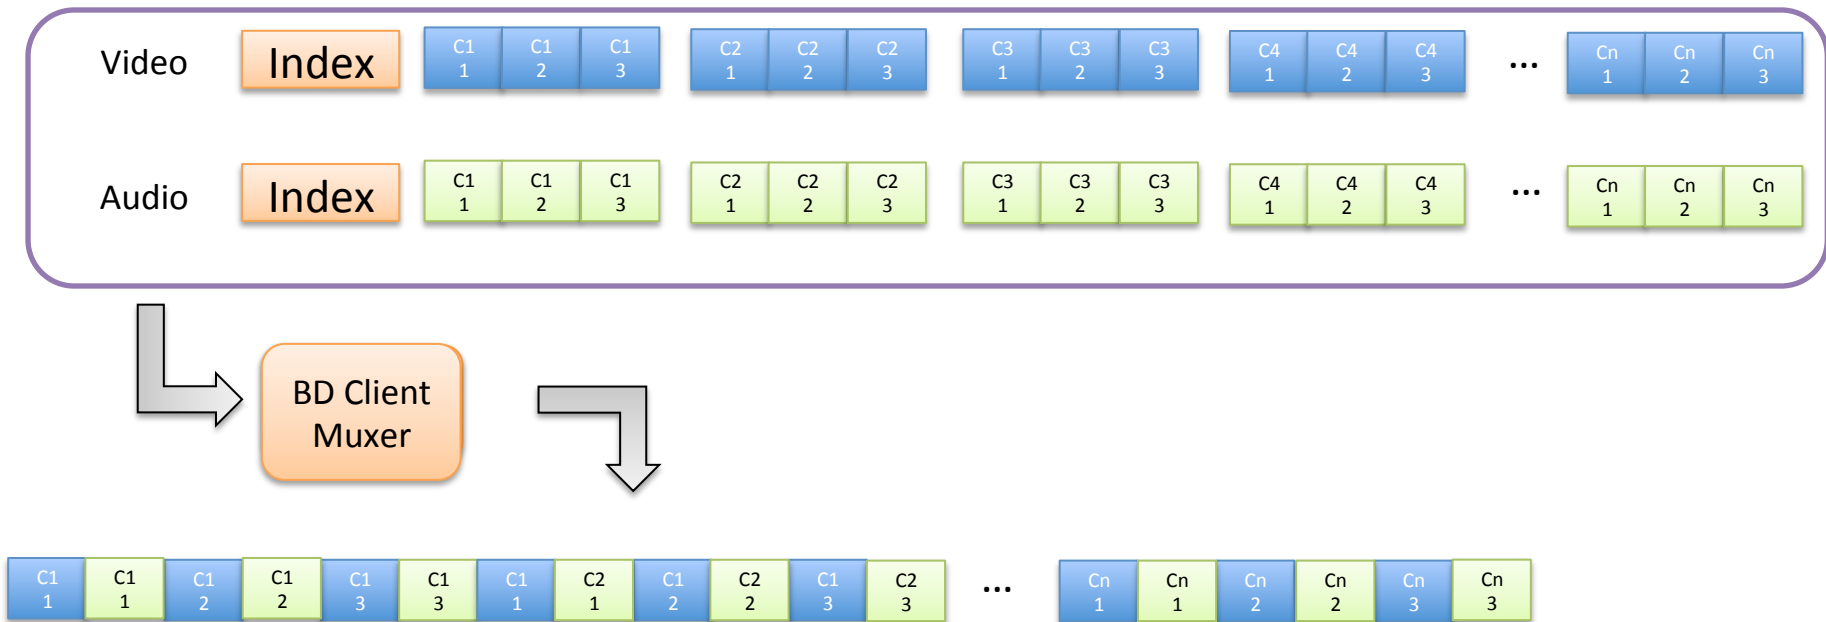 Video Index C1 1 C1 2 C1 3 C2 1 C2 2 C2 3 C3 1 C3 2 C3 3 C4 1 C4 2 C4 3 ... Cn 1 Cn 2 Cn 3
Audio Index C1 1 C1 2 C1 3 C2 1 C2 2 C2 3 C3 1 C3 2 C3 3 C4 1 C4 2 C4 3 ... Cn 1 Cn 2 Cn 3
BD Client
Muxer
C1 1 C1 1 C1 2 C1 2 C1 3 C1 3 C1 1 C2 1 C1 2 C2 2 C1 3 C2 3 ... Cn 1 Cn 1 Cn 2 Cn 2 Cn 3 Cn 3